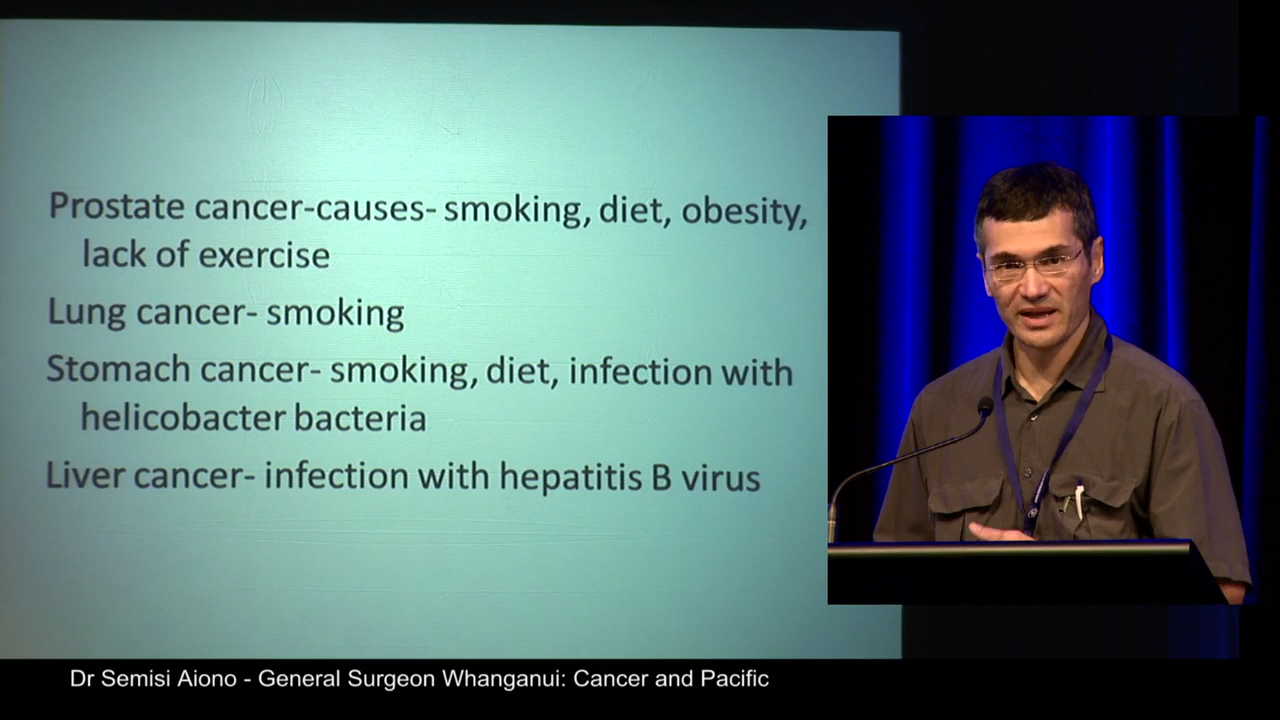 Prostate cancer-causes- smoking, diet, obesity,
lack of exercise
Lung cancer- smoking
Stomach cancer- smoking, diet, infection with
helicobacter bacteria
Liver cancer- infection with hepatitis B virus
Dr Semisi Aiono - General Surgeon Whanganui: Cancer and Pacific